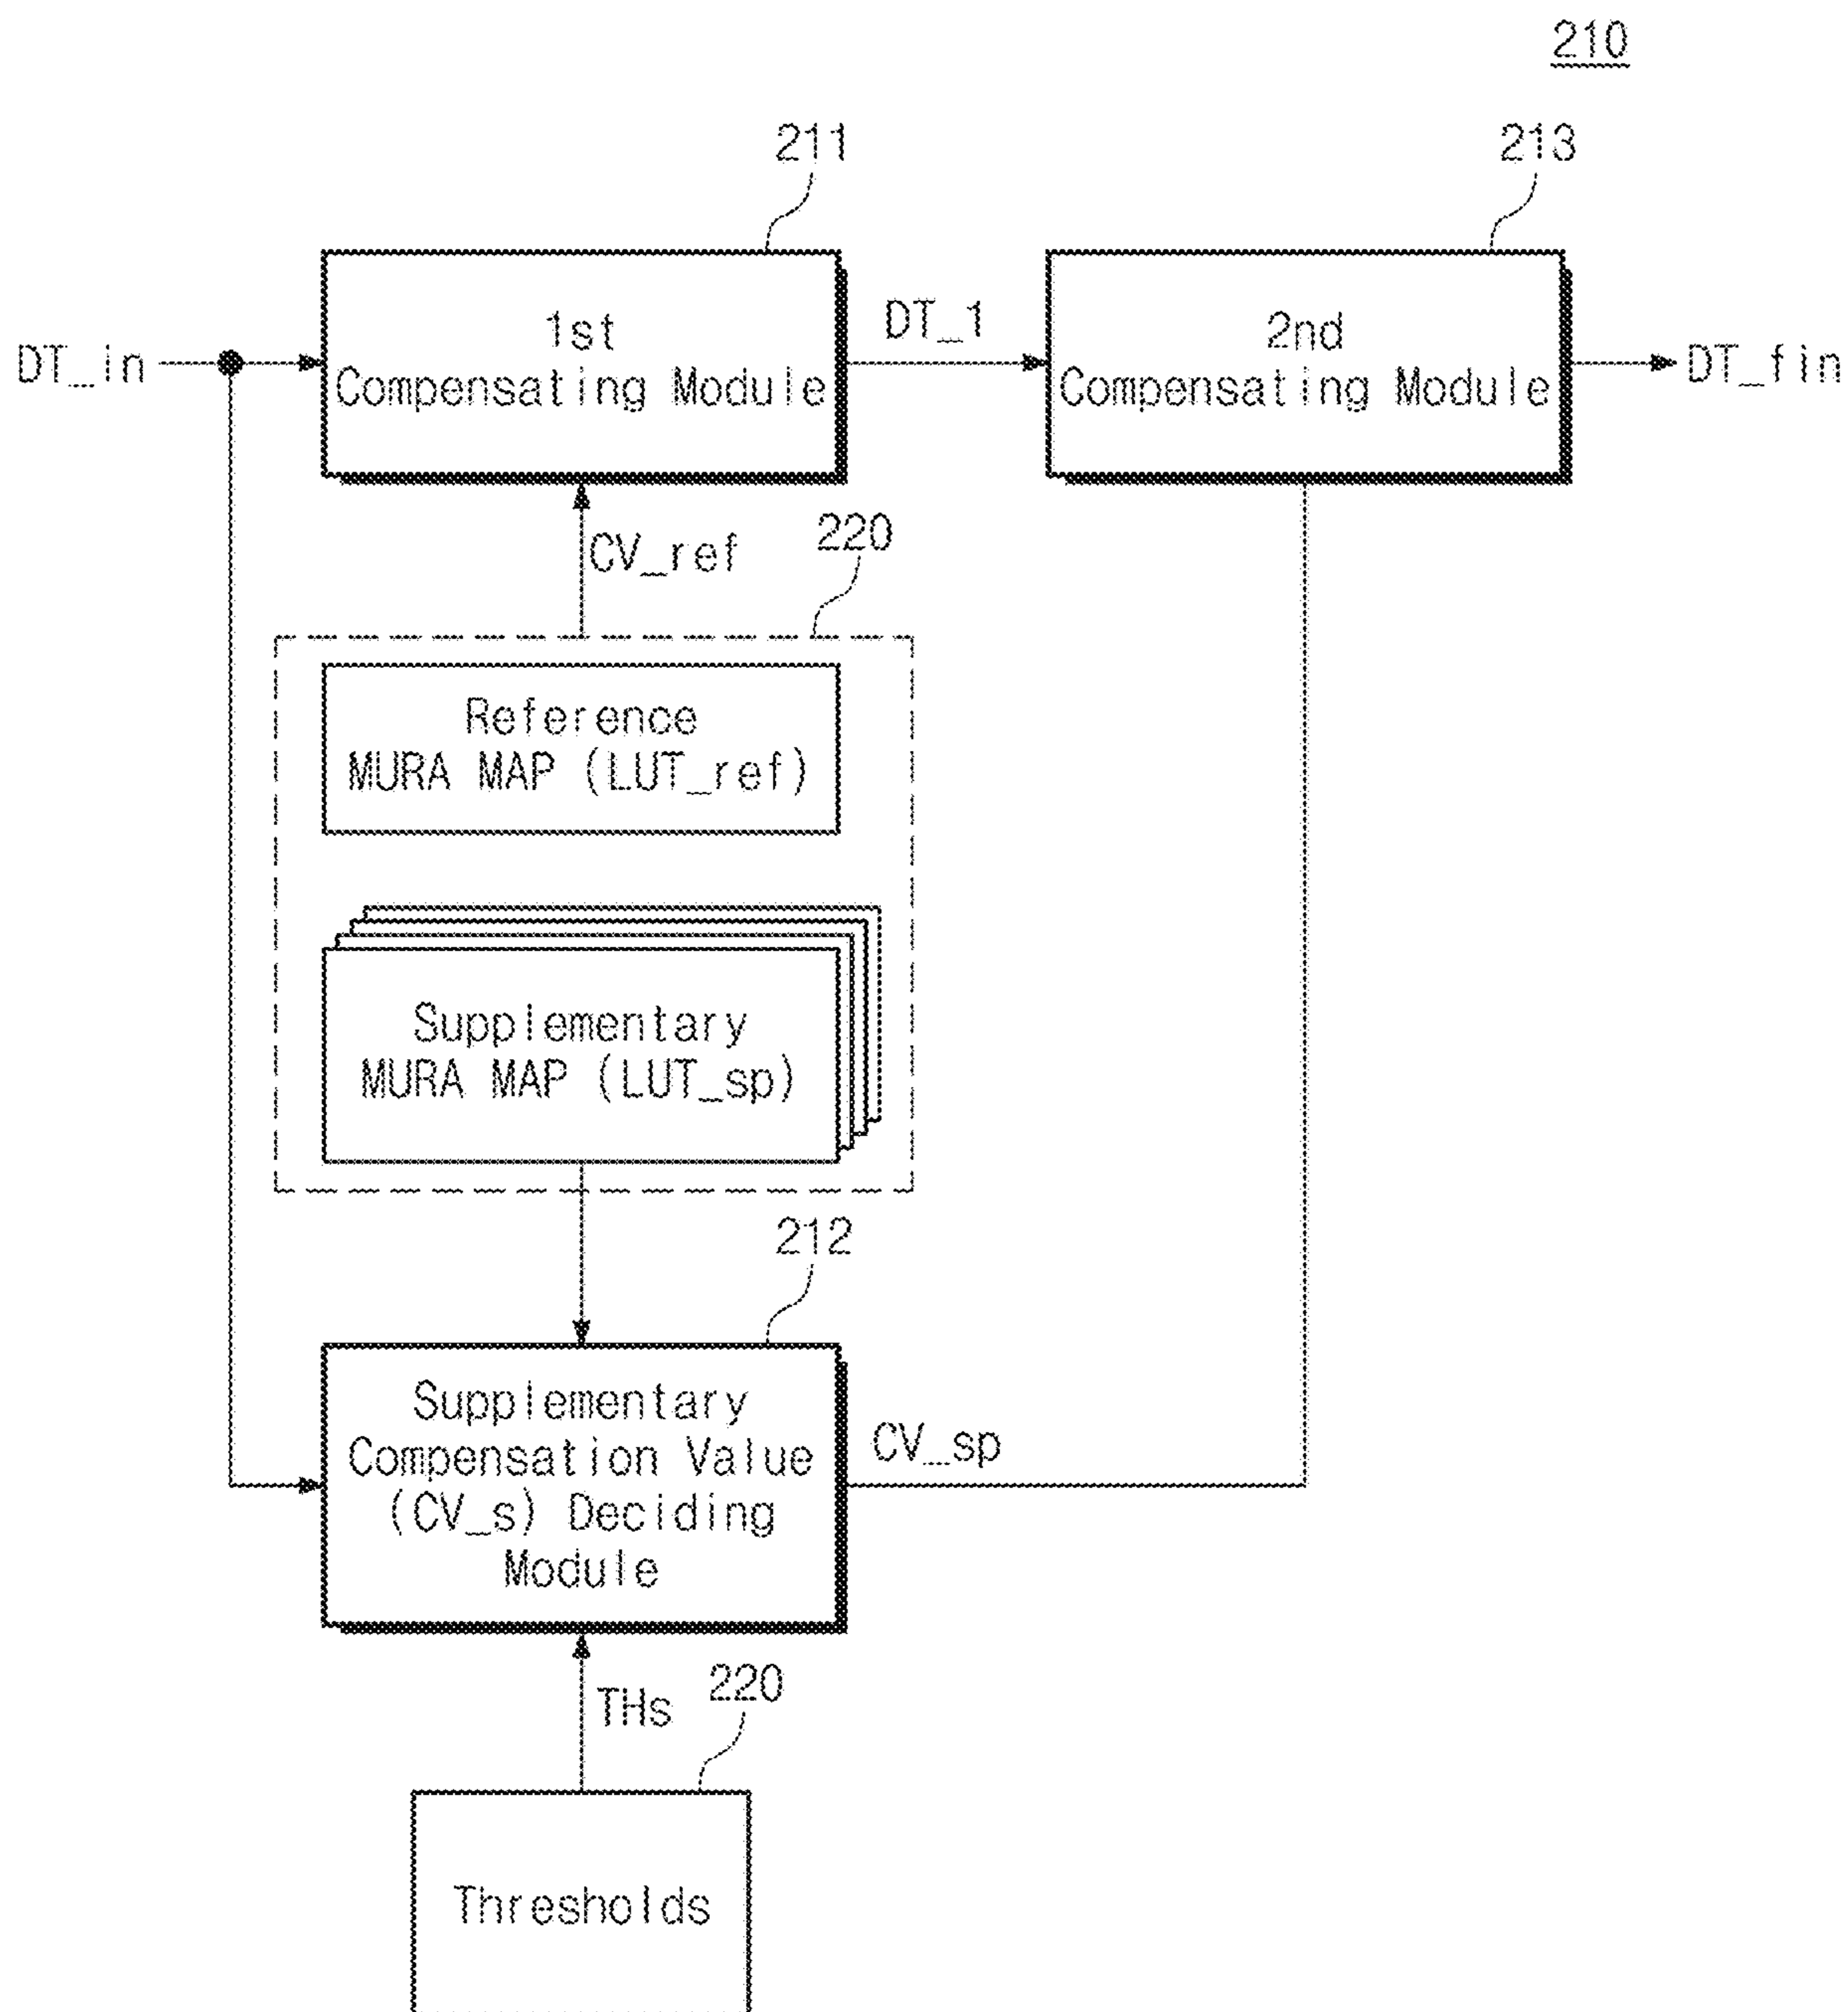 210
211
213
1st
Compensating Module
DT_1
2nd
Compensating Module
DT_in
DT_fin
CV_ref
220
Reference
MURA MAP (LUT_ref)
Supplementary
MURA MAP (LUT_sp)
212
Supplementary
Compensation Value
(CV_s) Deciding
Module
CV_sp
THs
220
Thresholds